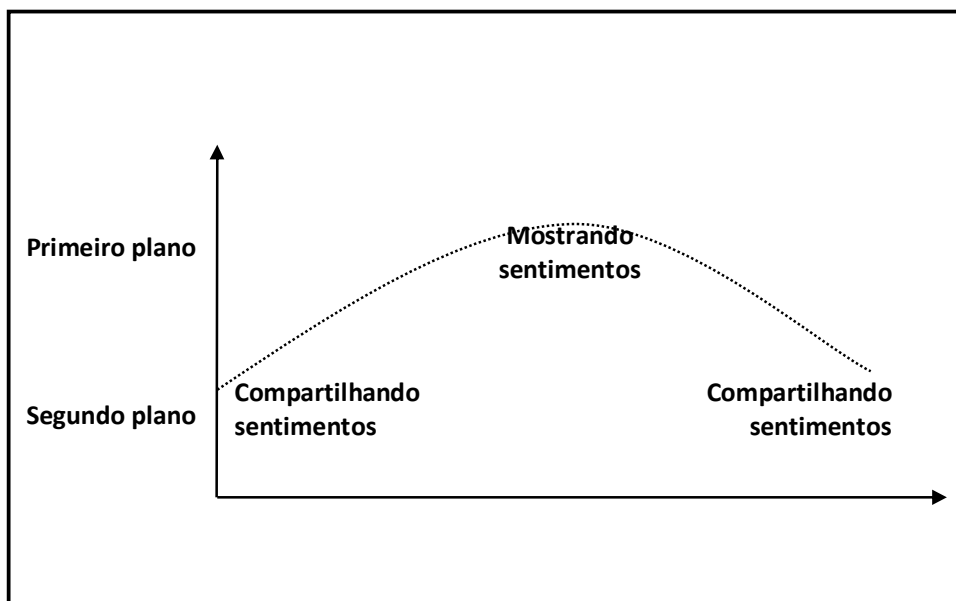 Primeiro plano
Mostrando
sentimentos
Segundo plano
Compartilhando
sentimentos
Compartilhando
sentimentos